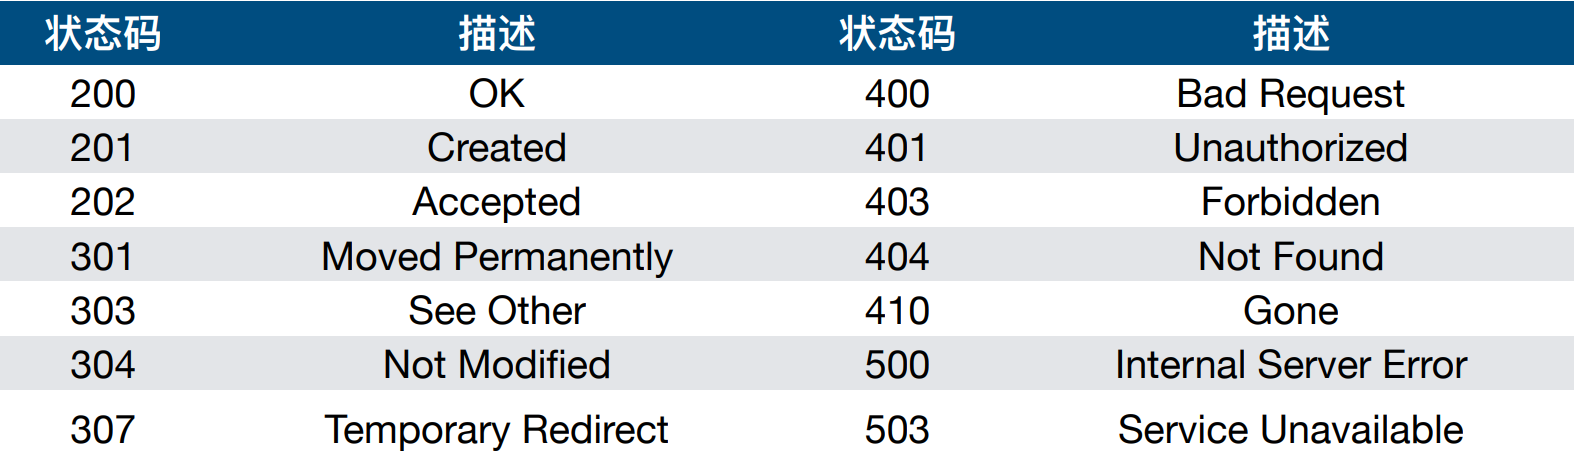 状态码 描述 状态码 描述
200 OK 400 Bad Request
201 Created 401 Unauthorized
202 Accepted 403 Forbidden
301 Moved Permanently 404 Not Found
303 See Other 410 Gone
304 Not Modified 500 Internal Server Error
307 Temporary Redirect 503 Service Unavailable